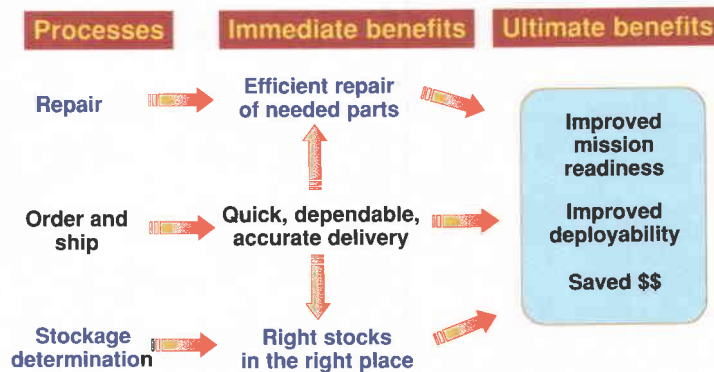 Processes
Immediate benefits
Ultimate benefits
Repair
Efficient repair
of needed parts
Order and
ship
Quick, dependable,
accurate delivery
Stockage
determination
Right stocks
in the right place
Improved
mission
readiness
Improved
deployability
Saved $$